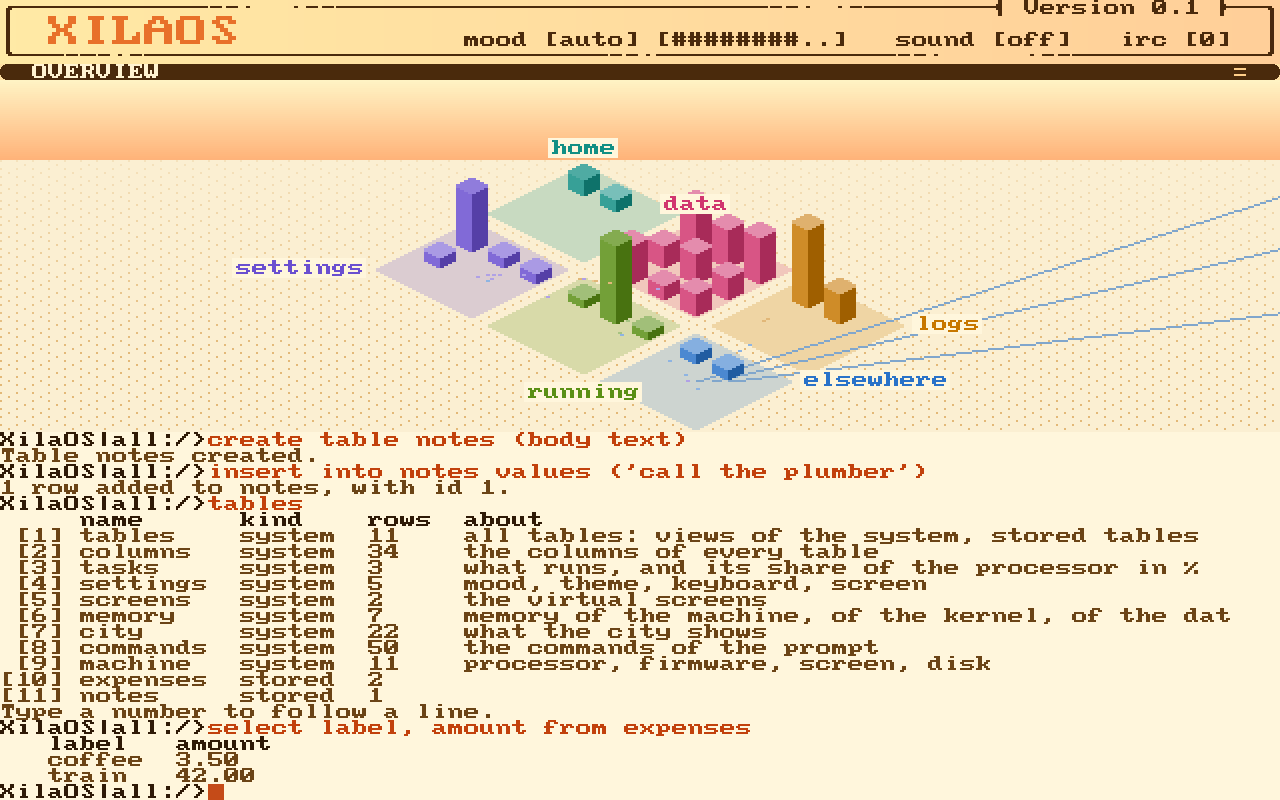 XILAOS
Version 0.1
mood [auto] [########..] sound [off] irc [0]
OVERVIEW =
home
data
settings
logs
elsewhere
running
XilaOS|all:/>create table notes (body text)
Table notes created.
XilaOS|all:/>insert into notes values ('call the plumber')
1 row added to notes, with id 1.
XilaOS|all:/>tables
name kind rows about
[1] tables system 11 all tables: views of the system, stored tables
[2] columns system 34 the columns of every table
[3] tasks system 3 what runs, and its share of the processor in %
[4] settings system 5 mood, theme, keyboard, screen
[5] screens system 2 the virtual screens
[6] memory system 7 memory of the machine, of the kernel, of the dat
[7] city system 22 what the city shows
[8] commands system 50 the commands of the prompt
[9] machine system 11 processor, firmware, screen, disk
[10] expenses stored 2
[11] notes stored 1
Type a number to follow a line.
XilaOS|all:/>select label, amount from expenses
label amount
coffee 3.50
train 42.00
XilaOS|all:/>